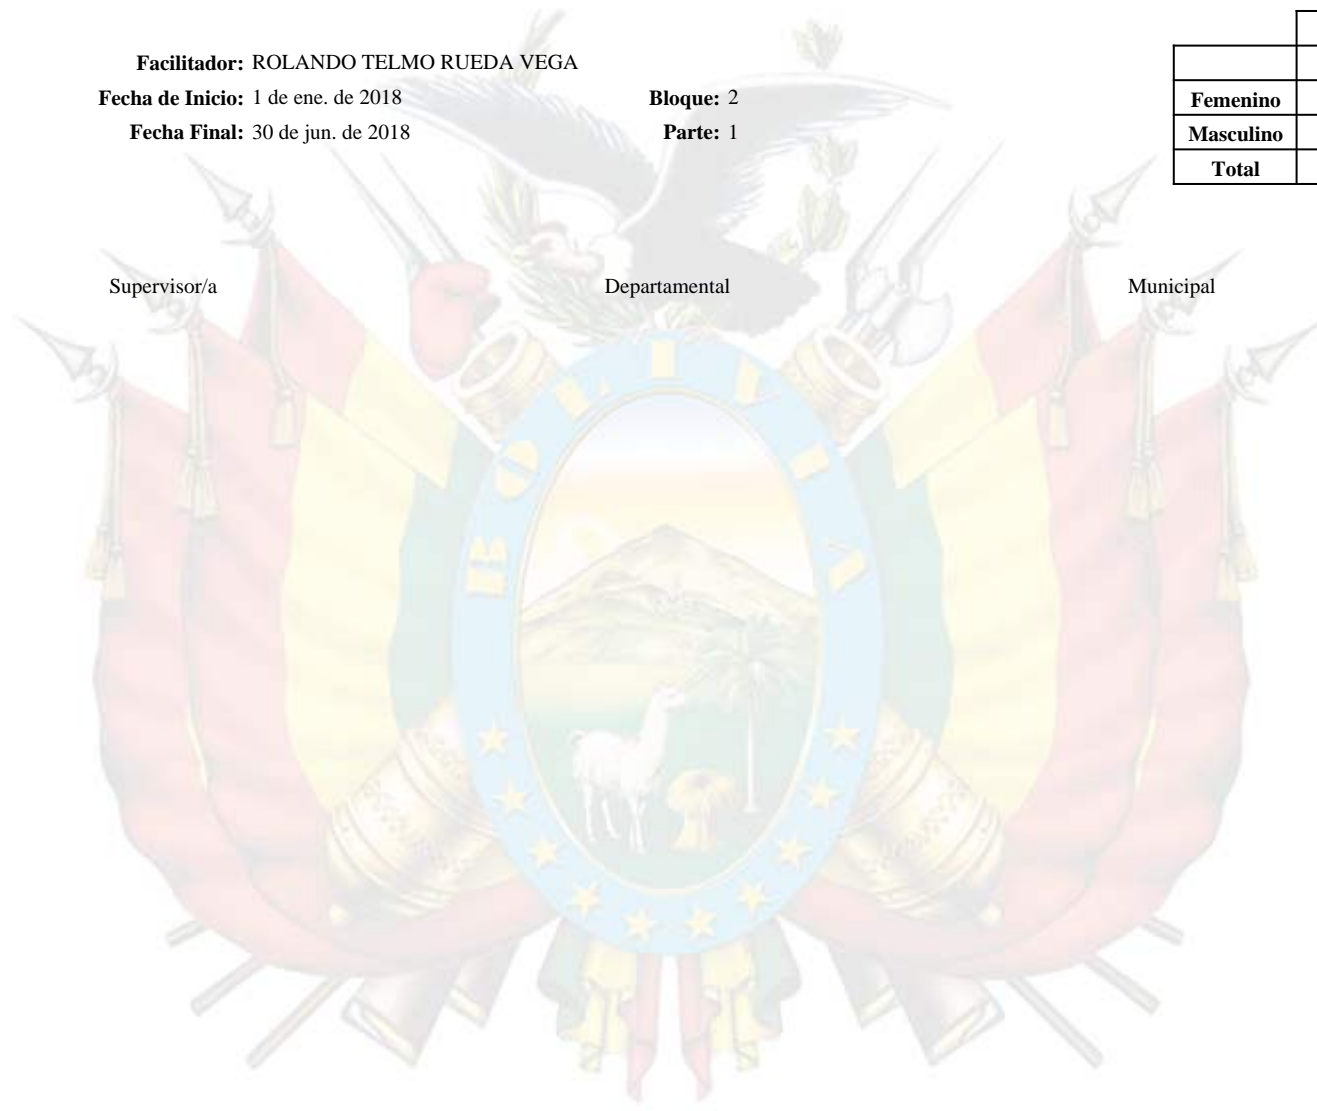 Facilitador: ROLANDO TELMO RUEDA VEGA
Fecha de Inicio: 1 de ene. de 2018 Bloque: 2
Fecha Final: 30 de jun. de 2018 Parte: 1
Femenino
Masculino
Total
Supervisor/a Departamental Municipal
BOLIVIA